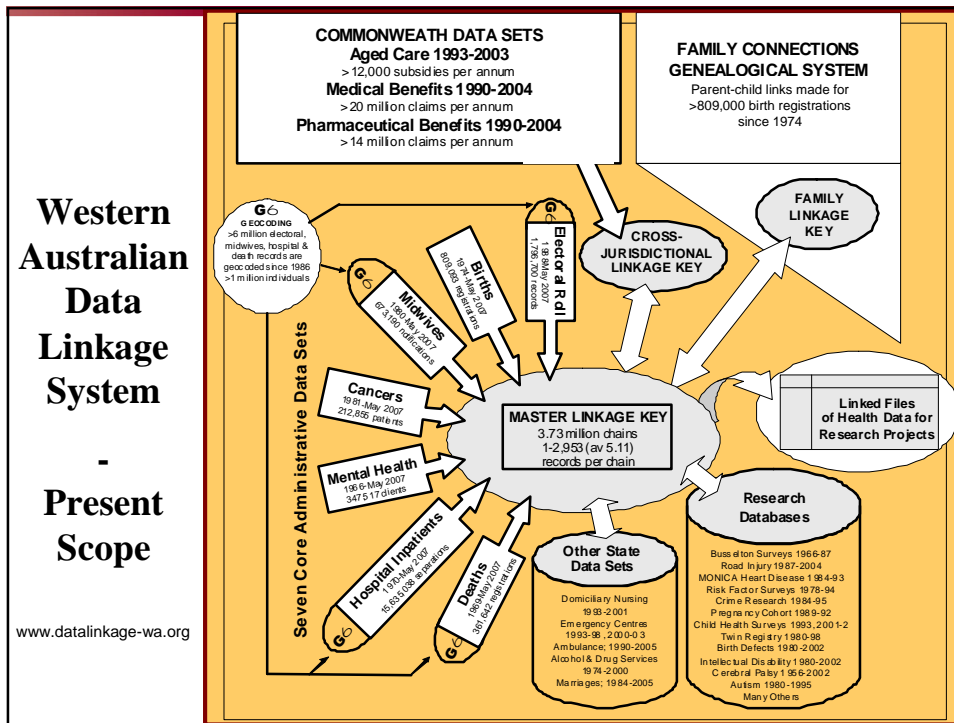 Western
Australian
Data
Linkage
System
-
Present
Scope
www.datalinkage-wa.org
COMMONWEATH DATA SETS
Aged Care 1993-2003
>12,000 subsidies per annum
Medical Benefits 1990-2004
>20 million claims per annum
Pharmaceutical Benefits 1990-2004
>14 million claims per annum
FAMILY CONNECTIONS
GENEALOGICAL SYSTEM
Parent-child links made for
>809,000 birth registrations
since 1974
G6
GEOCODING
>6 million electoral,
midwives, hospital &
death records are
geocoded since 1986
>1 million individuals
Seven Core Administrative Data Sets
G6
Electoral Roll
1988-May 2007
1,796,700 records
Births
1974-May 2007
809,093 registrations
G6
Midwives
1980-May 2007
673,190 notifications
Cancers
1981-May 2007
212,855 patients
Mental Health
1966-May 2007
347517 clients
G6
Hospital Inpatients
1970-May 2007
15,635,038 separations
G6
Deaths
1969-May 2007
361,642 registrations
CROSS-
JURISDICTIONAL
LINKAGE KEY
FAMILY
LINKAGE
KEY
MASTER LINKAGE KEY
3.73 million chains
1-2,953 (av 5.11)
records per chain
Linked Files
of Health Data for
Research Projects
Other State
Data Sets
Domiciliary Nursing
1993-2001
Emergency Centres
1993-98, 2000-03
Ambulance; 1990-2005
Alcohol & Drug Services
1974-2000
Marriages; 1984-2005
Research
Databases
Busselton Surveys 1966-87
Road Injury 1987-2004
MONICA Heart Disease 1984-93
Risk Factor Surveys 1978-94
Crime Research 1984-95
Pregnancy Cohort 1989-92
Child Health Surveys 1993, 2001-2
Twin Registry 1980-98
Birth Defects 1980-2002
Intellectual Disability 1980-2002
Cerebral Palsy 1956-2002
Autism 1980-1995
Many Others